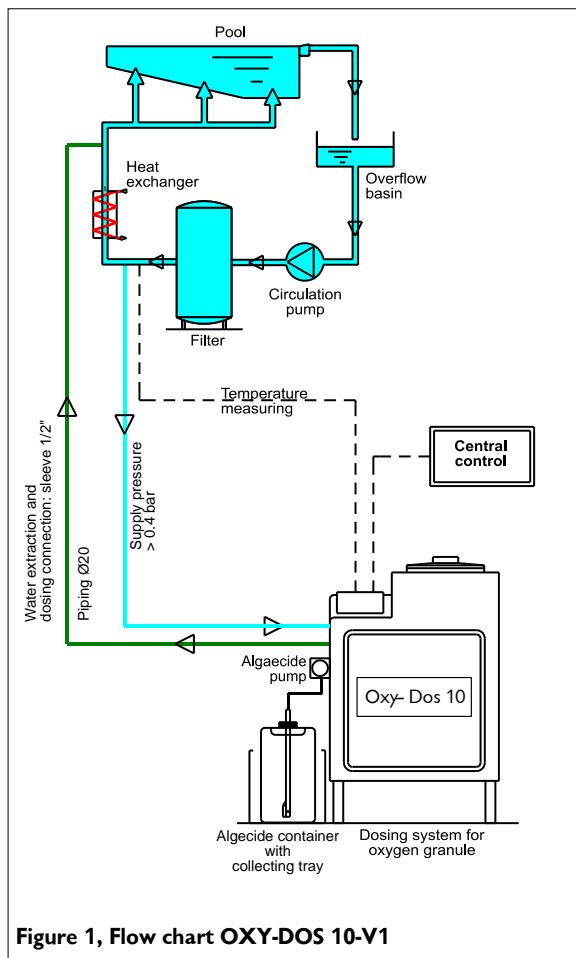 Pool
Heat
exchanger
Overflow
basin
Circulation
pump
Filter
Temperature
measuring
Central
control
Water extraction and
dosing connection: sleeve 1/2"
Piping Ø20
Supply pressure
> 0.4 bar
Algaecide
pump
Oxy- Dos 10
Algecide container
with
collecting tray
Dosing system for
oxygen granule
Figure 1, Flow chart OXY-DOS 10-V1